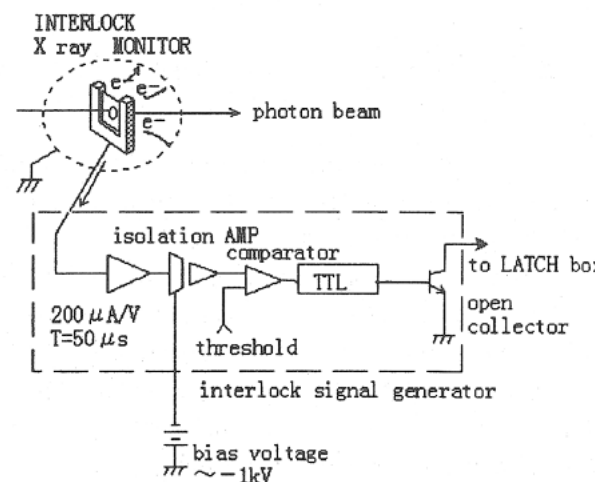 INTERLOCK
X ray MONITOR
e−
e−
e−
photon beam
isolation AMP
comparator
TTL
to LATCH box
open
collector
200 μA/V
T=50 μs
threshold
interlock signal generator
bias voltage
～−1kV